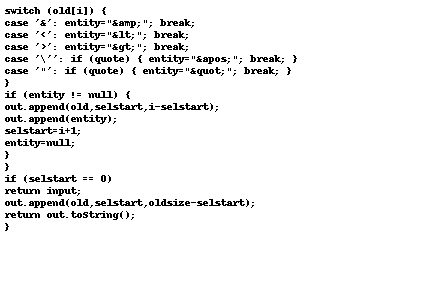 switch (old[i]) {
case '&': entity="&amp;"; break;
case '<': entity="&lt;"; break;
case '>': entity="&gt;"; break;
case '\'': if (quote) { entity="&apos;"; break; }
case '"': if (quote) { entity="&quot;"; break; }
}
if (entity != null) {
out.append(old,selstart,i-selstart);
out.append(entity);
selstart=i+1;
entity=null;
}
}
if (selstart == 0)
return input;
out.append(old,selstart,oldsize-selstart);
return out.toString();
}